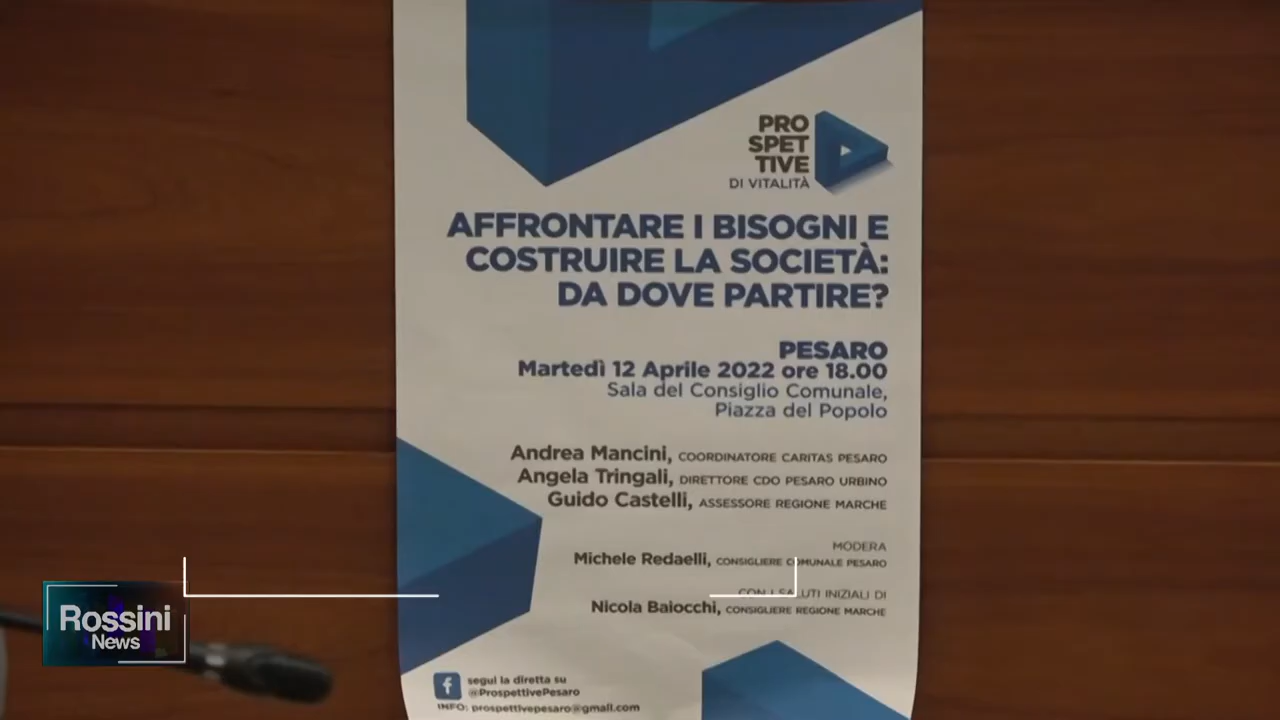 PRO
SPET
TIVE
DI VITALITÀ
AFFRONTARE I BISOGNI E
COSTRUIRE LA SOCIETÀ:
DA DOVE PARTIRE?
PESARO
Martedì 12 Aprile 2022 ore 18.00
Sala del Consiglio Comunale,
Piazza del Popolo
Andrea Mancini, COORDINATORE CARITAS PESARO
Angela Tringali, DIRETTORE CDO PESARO URBINO
Guido Castelli, ASSESSORE REGIONE MARCHE
MODERA
Michele Redaelli, CONSIGLIERE COMUNALE PESARO
CON I SALUTI INIZIALI DI
Nicola Baiocchi, CONSIGLIERE REGIONE MARCHE
segui la diretta su
@ProspettivePesaro
INFO: prospettivepesaro@gmail.com
Rossini
News